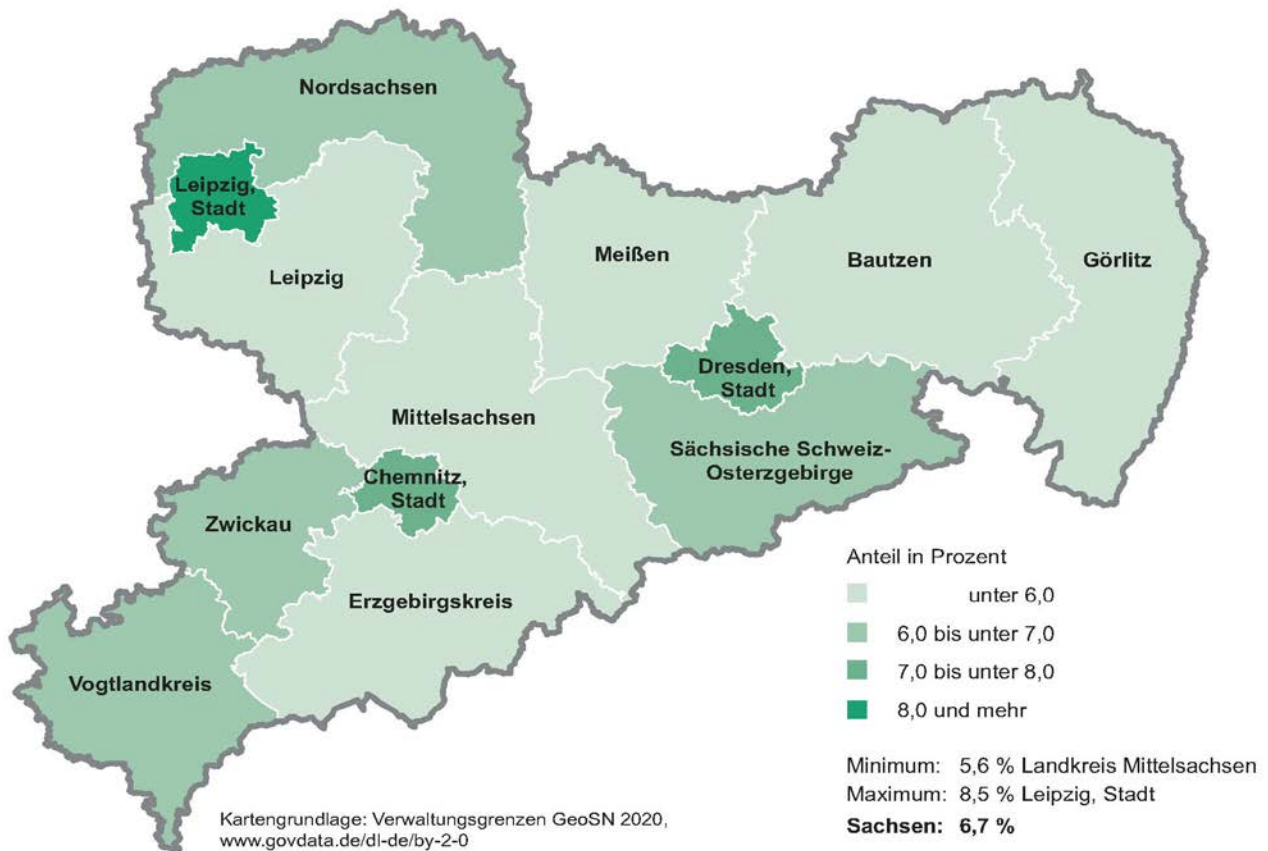 Nordsachsen
Leipzig,
Stadt
Leipzig
Meißen
Bautzen
Görlitz
Dresden,
Stadt
Mittelsachsen
Sächsische Schweiz-
Osterzgebirge
Chemnitz,
Stadt
Zwickau
Erzgebirgskreis
Vogtlandkreis
Anteil in Prozent
unter 6,0
6,0 bis unter 7,0
7,0 bis unter 8,0
8,0 und mehr
Minimum: 5,6 % Landkreis Mittelsachsen
Maximum: 8,5 % Leipzig, Stadt
Sachsen: 6,7 %
Kartengrundlage: Verwaltungsgrenzen GeoSN 2020,
www.govdata.de/dl-de/by-2-0